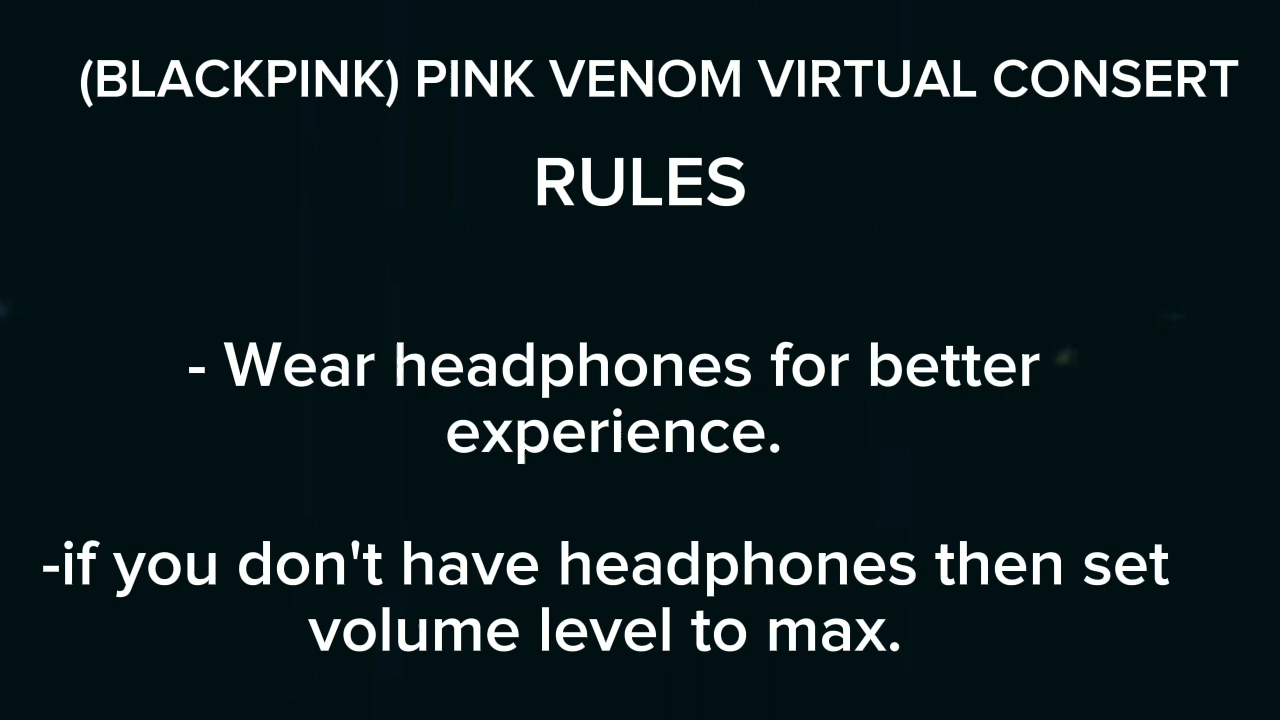 (BLACKPINK) PINK VENOM VIRTUAL CONSERT
RULES
- Wear headphones for better
experience.
-if you don't have headphones then set
volume level to max.